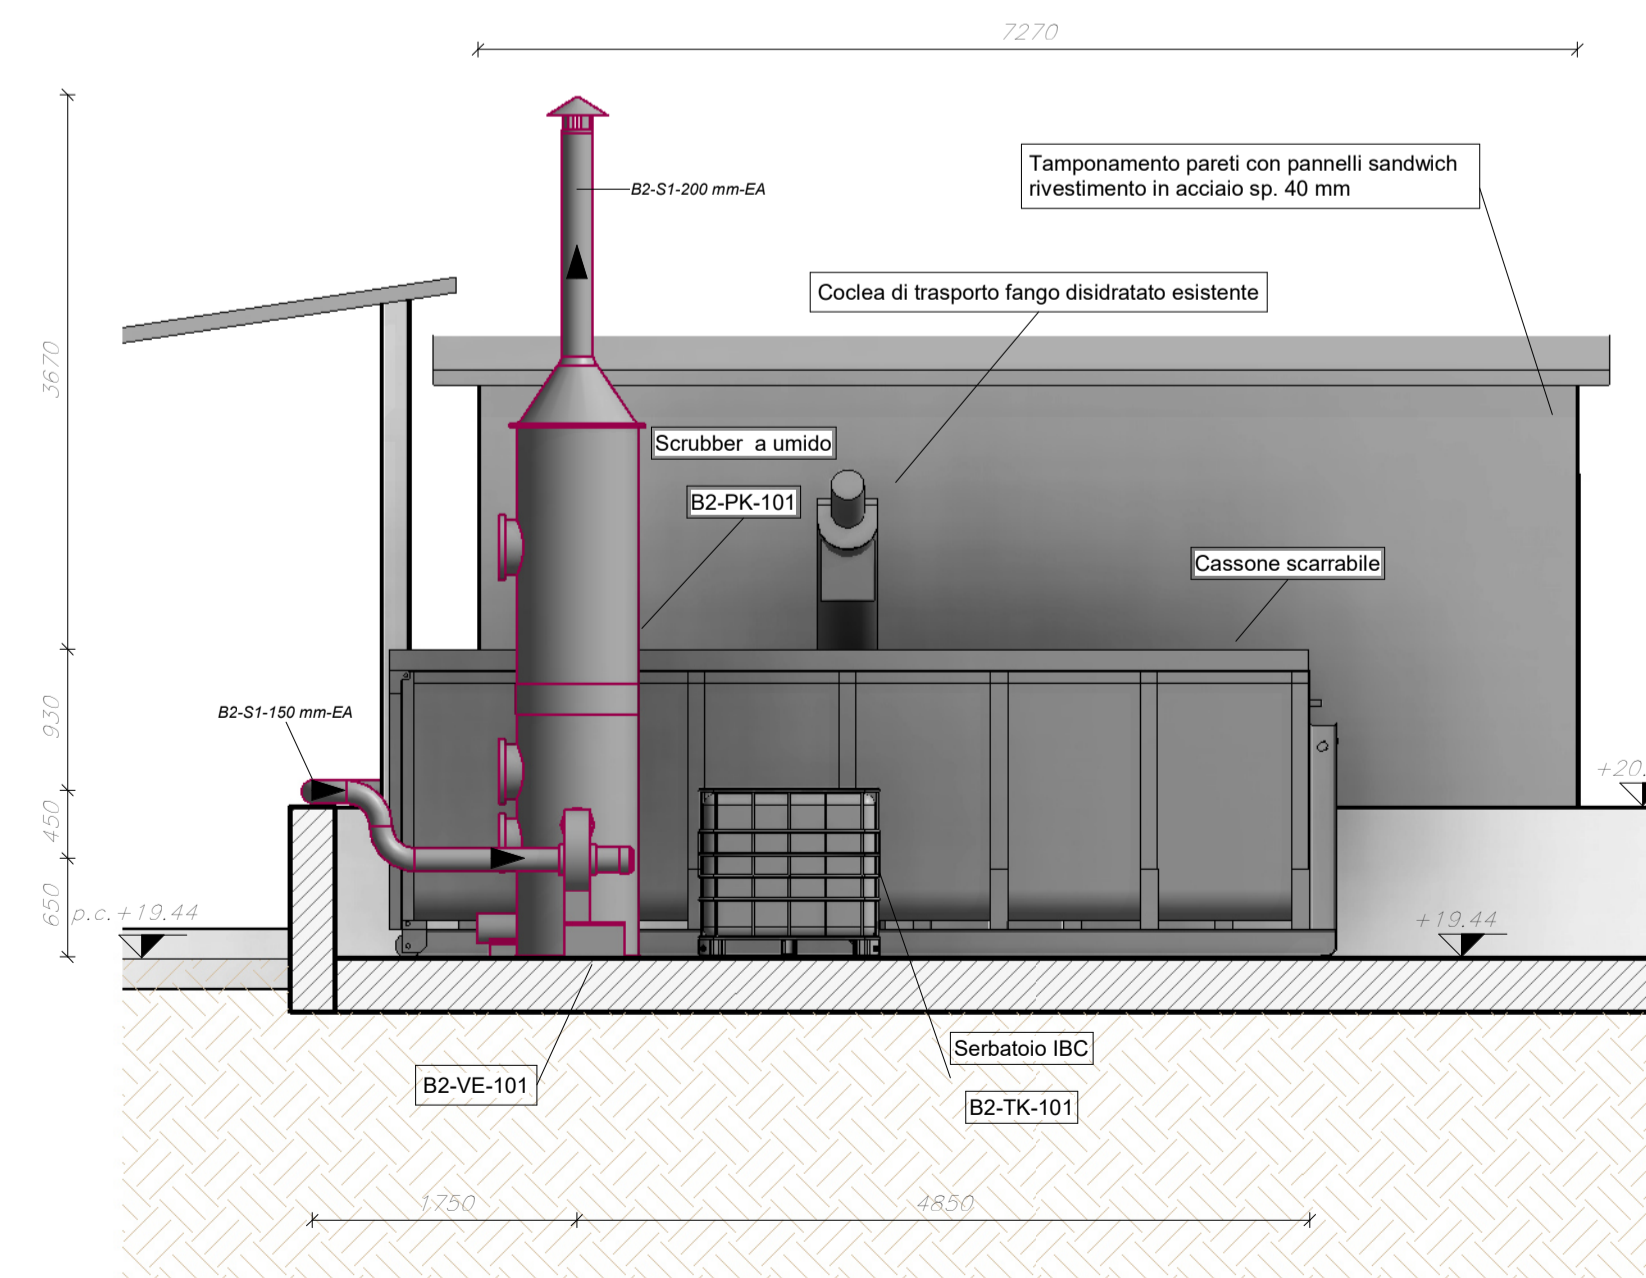 7270
Tamponamento pareti con pannelli sandwich
rivestimento in acciaio sp. 40 mm
B2-S1-200 mm-EA
Coclea di trasporto fango disidratato esistente
3670
Scrubber a umido
B2-PK-101
Cassone scarrabile
B2-S1-150 mm-EA
930
+20.
450
650
p.c.+19.44
+19.44
Serbatoio IBC
B2-VE-101
B2-TK-101
1750
4850